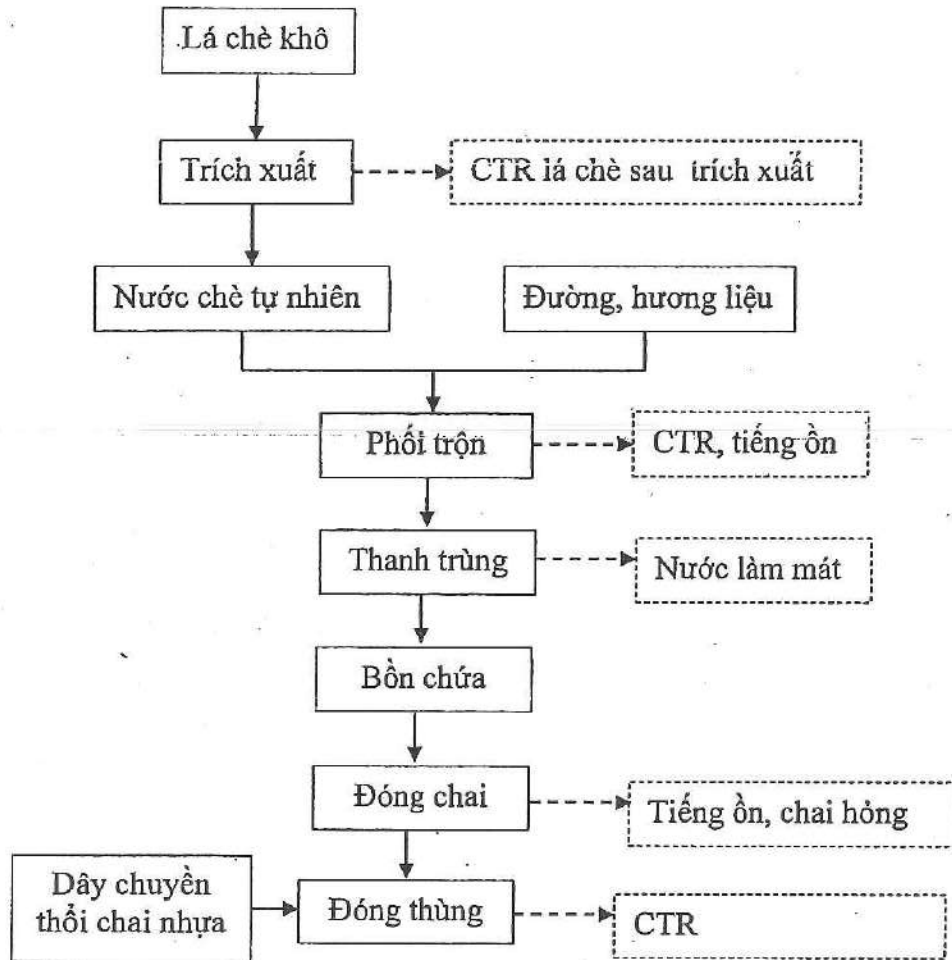 Lá chè khô
Trích xuất
CTR lá chè sau trích xuất
Nước chè tự nhiên
Đường, hương liệu
Phối trộn
CTR, tiếng ồn
Thanh trùng
Nước làm mát
Bồn chứa
Đóng chai
Tiếng ồn, chai hỏng
Dây chuyền
thổi chai nhựa
Đóng thùng
CTR